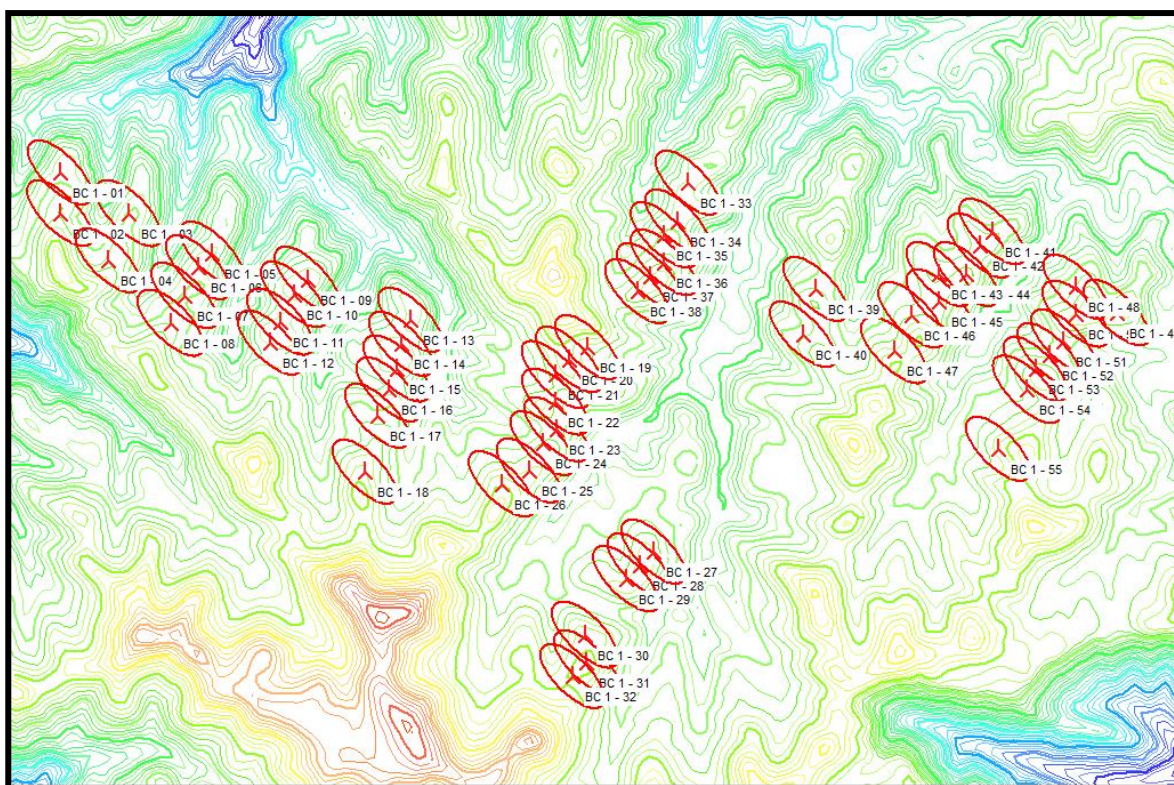 BC 1 - 01
BC 1 - 02
BC 1 - 03
BC 1 - 04
BC 1 - 05
BC 1 - 06
BC 1 - 07
BC 1 - 08
BC 1 - 09
BC 1 - 10
BC 1 - 11
BC 1 - 12
BC 1 - 13
BC 1 - 14
BC 1 - 15
BC 1 - 16
BC 1 - 17
BC 1 - 18
BC 1 - 19
BC 1 - 20
BC 1 - 21
BC 1 - 22
BC 1 - 23
BC 1 - 24
BC 1 - 25
BC 1 - 26
BC 1 - 27
BC 1 - 28
BC 1 - 29
BC 1 - 30
BC 1 - 31
BC 1 - 32
BC 1 - 33
BC 1 - 34
BC 1 - 35
BC 1 - 36
BC 1 - 37
BC 1 - 38
BC 1 - 39
BC 1 - 40
BC 1 - 41
BC 1 - 42
BC 1 - 43
BC 1 - 44
BC 1 - 45
BC 1 - 46
BC 1 - 47
BC 1 - 48
BC 1 - 4
BC 1 - 51
BC 1 - 52
BC 1 - 53
BC 1 - 54
BC 1 - 55